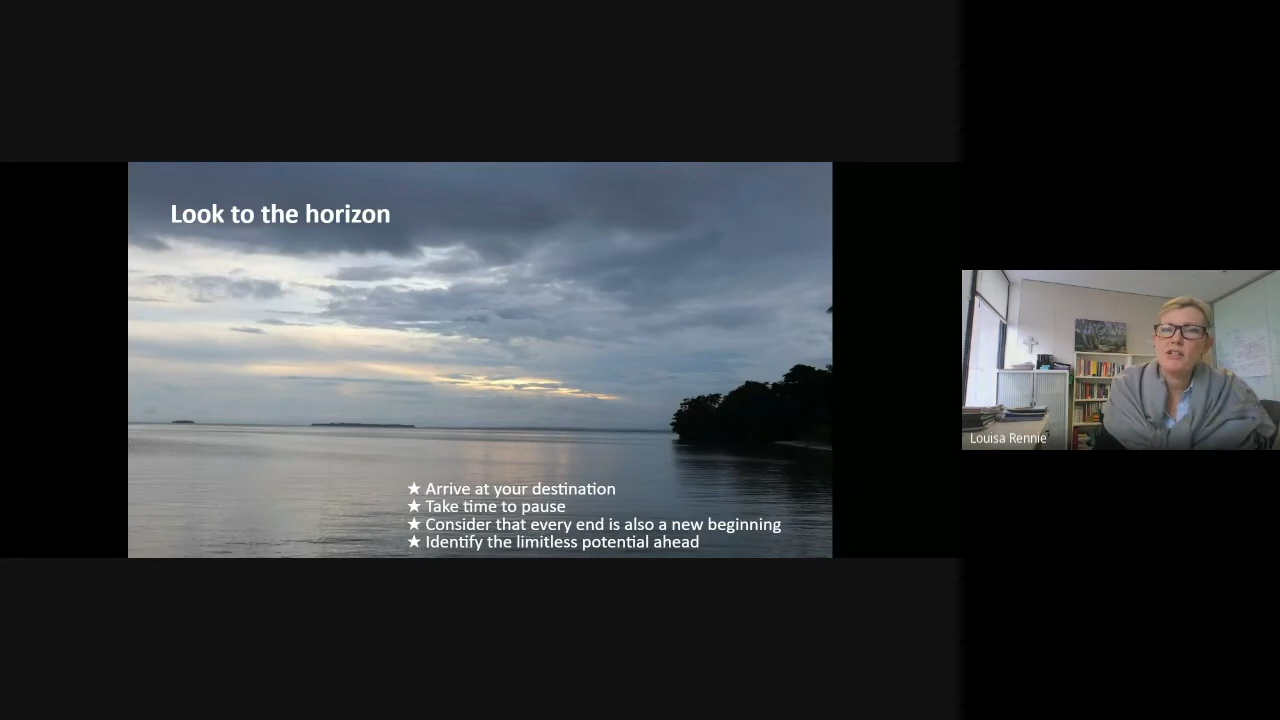 Look to the horizon
★ Arrive at your destination
★ Take time to pause
★ Consider that every end is also a new beginning
★ Identify the limitless potential ahead
Louisa Rennie